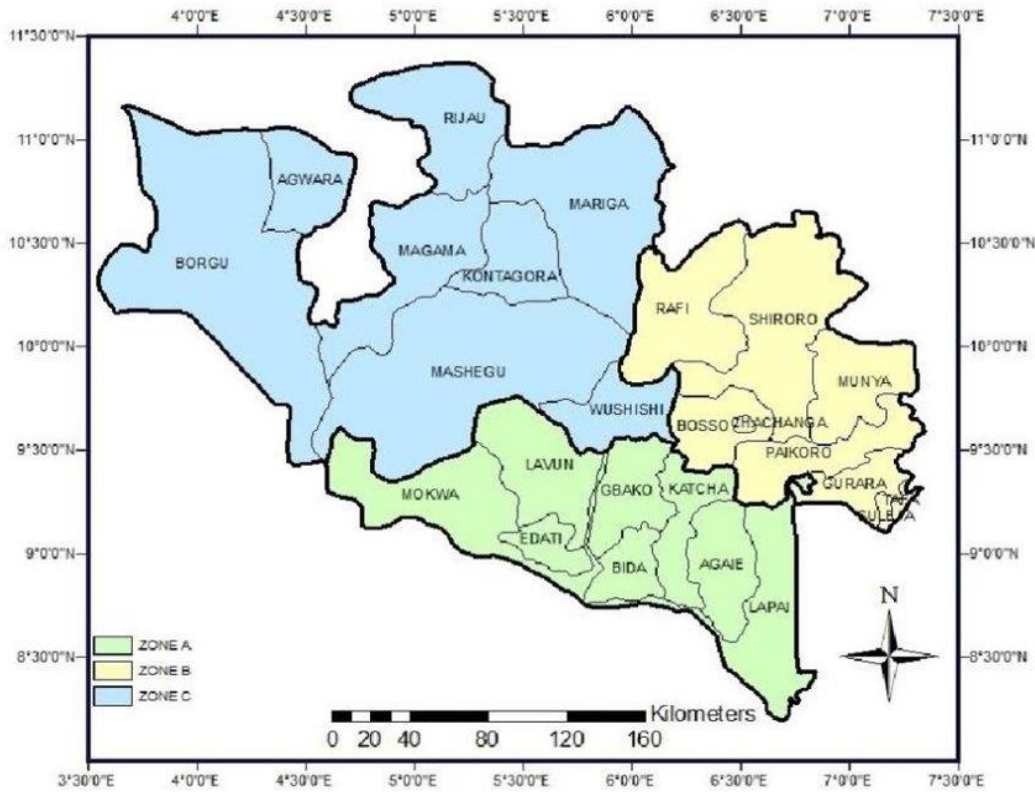 4°0'0"E 5°0'0"E 6°0'0"E 7°0'0"E
4°30'0"E 5°30'0"E 6°30'0"E 7°30'0"E
11°30'0"N
11°0'0"N 11°0'0"N
10°30'0"N 10°30'0"N
10°0'0"N 10°0'0"N
9°30'0"N 9°30'0"N
9°0'0"N 9°0'0"N
8°30'0"N 8°30'0"N
RIJAU
AGWARA
MARIGA
MAGAMA
BORGU
KONTAGORA
RAFI
SHIRORO
MASHEGU
MUNYA
WUSHISHI
BOSSO
CHACHANGA
PAIKORO
LAVUN
MOKWA
GBAKO
KATCHA
GURARA
TAFA
SULEJA
EDATI
BIDA
AGAIE
LAPAI
N
ZONE A
ZONE B
ZONE C
Kilometers
0 20 40 80 120 160
3°30'0"E 4°0'0"E 4°30'0"E 5°0'0"E 5°30'0"E 6°0'0"E 6°30'0"E 7°0'0"E 7°30'0"E